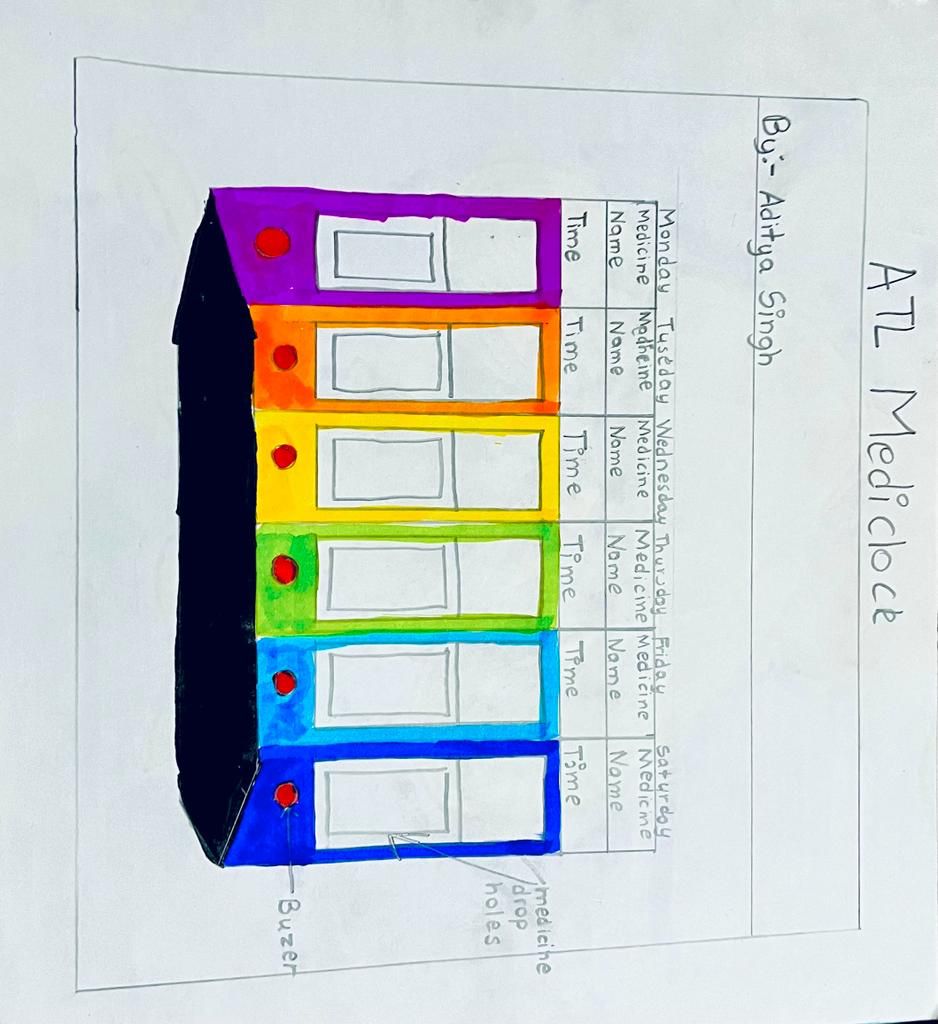 ATL Mediclock
By:- Aditya Singh
Monday Tuseday Wednesday Thursday Friday Saturday
Medicine Medheine Medicine Medicine Medicine Medicine
Name Name Name Name Name Name
Time Time Time Time Time Time
medicine
drop
holes
Buzer